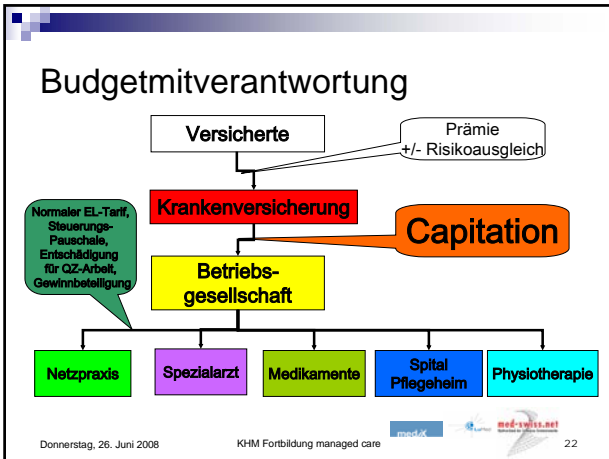 Budgetmitverantwortung
Versicherte
Prämie
+/- Risikoausgleich
Krankenversicherung
Normaler EL-Tarif,
Steuerungs-
Pauschale,
Entschädigung
für QZ-Arbeit,
Gewinnbeteiligung
Capitation
Betriebs-
gesellschaft
Netzpraxis
Spezialarzt
Medikamente
Spital
Pflegeheim
Physiotherapie
Donnerstag, 26. Juni 2008
KHM Fortbildung managed care
med-swiss.net
22